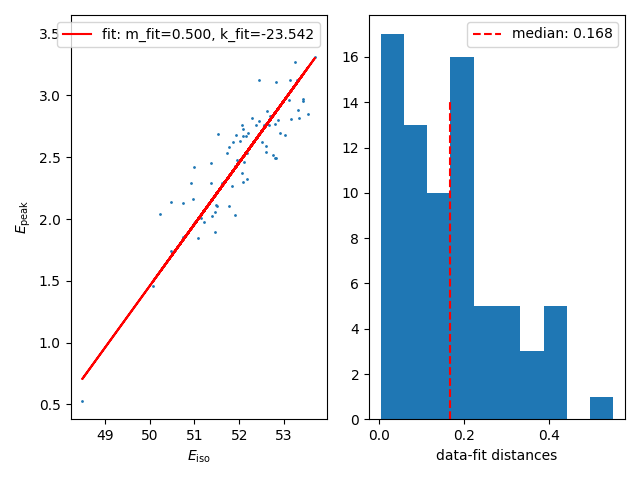 fit: m_fit=0.500, k_fit=-23.542
3.5
3.0
2.5
2.0
1.5
1.0
0.5
E_peak
49 50 51 52 53
E_iso
median: 0.168
16
14
12
10
8
6
4
2
0
0.0 0.2 0.4
data-fit distances